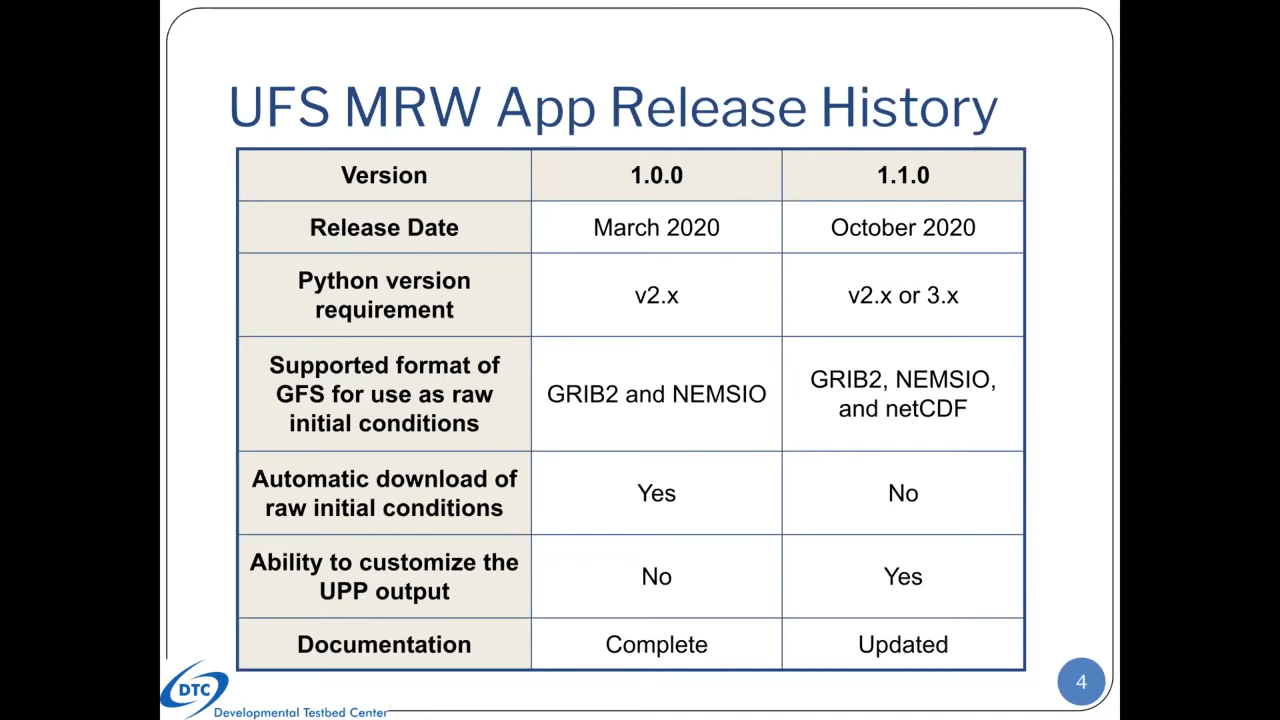 UFS MRW App Release History
Version 1.0.0 1.1.0
Release Date March 2020 October 2020
Python version
requirement
v2.x v2.x or 3.x
Supported format of
GFS for use as raw
initial conditions
GRIB2 and NEMSIO
GRIB2, NEMSIO,
and netCDF
Automatic download of
raw initial conditions
Yes No
Ability to customize the
UPP output
No Yes
Documentation Complete Updated
DTC
Developmental Testbed Center
4